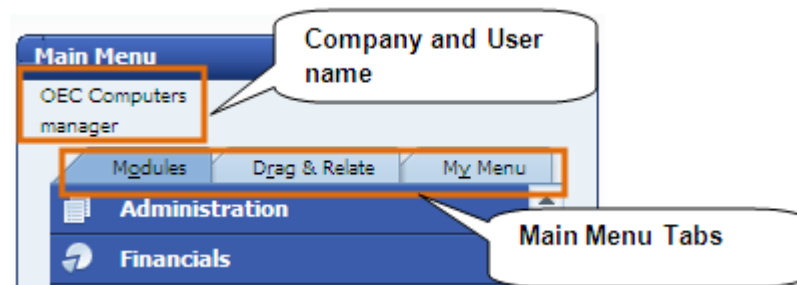 Main Menu
Company and User
name
OEC Computers
manager
Modules Drag & Relate My Menu
Administration
Main Menu Tabs
Financials